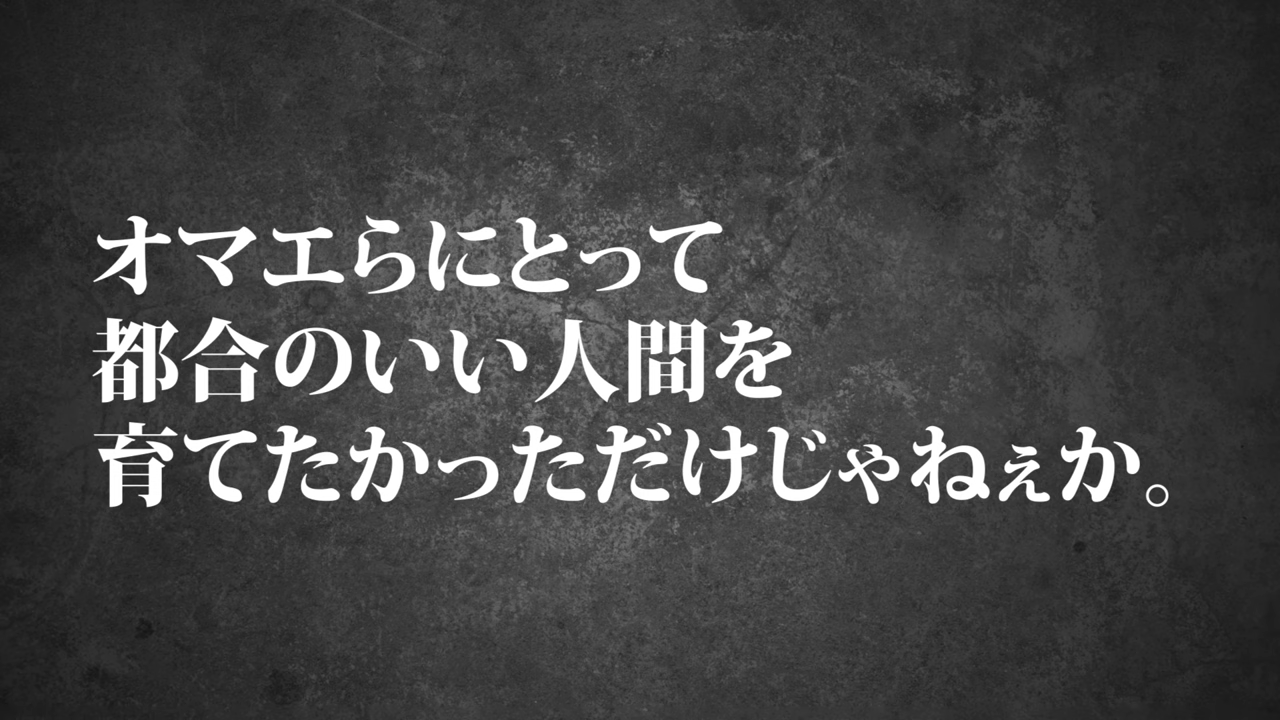 オマエらにとって
都合のいい人間を
育てたかっただけじゃねぇか。